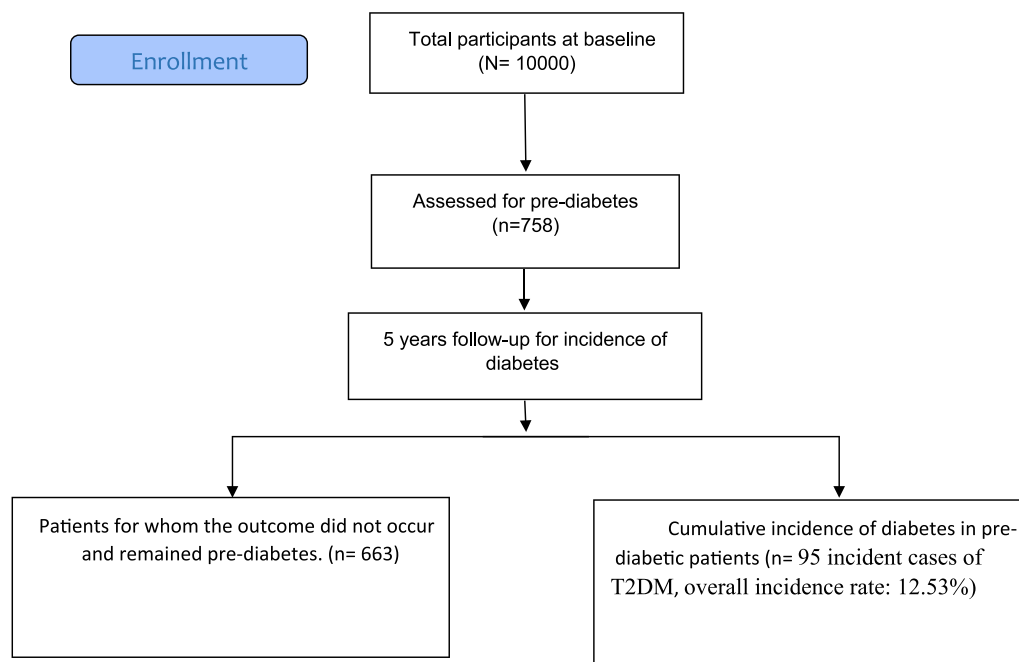 Enrollment
Total participants at baseline
(N= 10000)
Assessed for pre-diabetes
(n=758)
5 years follow-up for incidence of
diabetes
Patients for whom the outcome did not occur
and remained pre-diabetes. (n= 663)
Cumulative incidence of diabetes in pre-
diabetic patients (n= 95 incident cases of
T2DM, overall incidence rate: 12.53%)